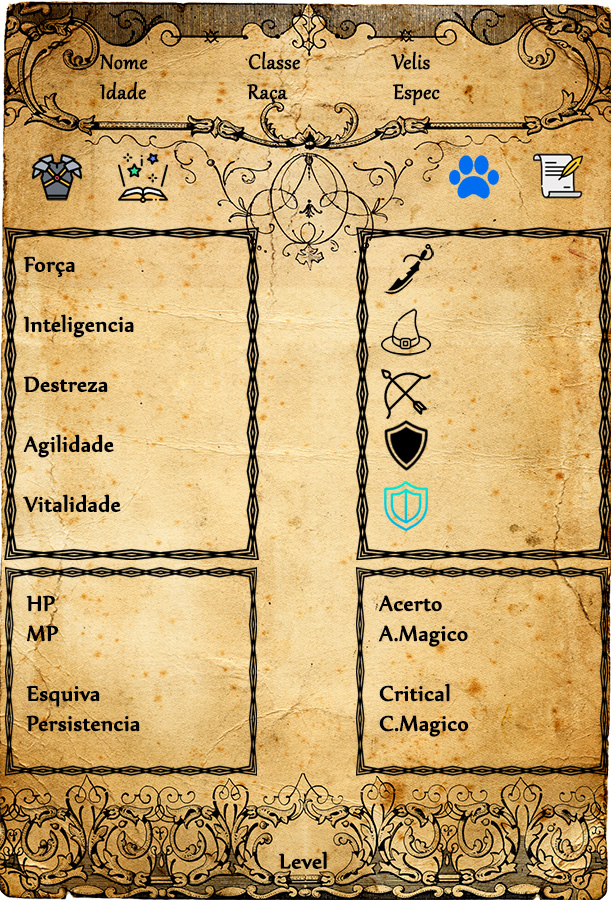 Nome Classe Velis
Idade Raça Espec
Força
Inteligencia
Destreza
Agilidade
Vitalidade
HP
MP
Esquiva
Persistencia
Acerto
A.Magico
Critical
C.Magico
Level